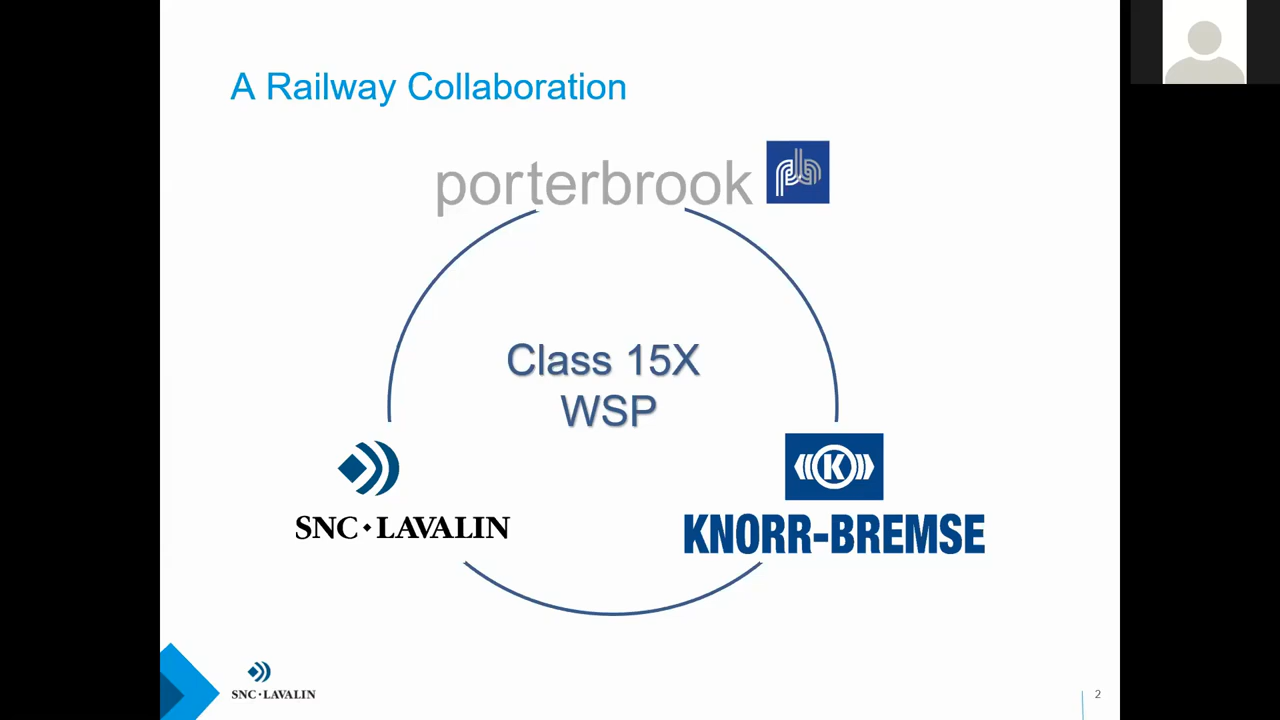 A Railway Collaboration
porterbrook
Class 15X
WSP
K
SNC·LAVALIN
KNORR-BREMSE
SNC·LAVALIN
2